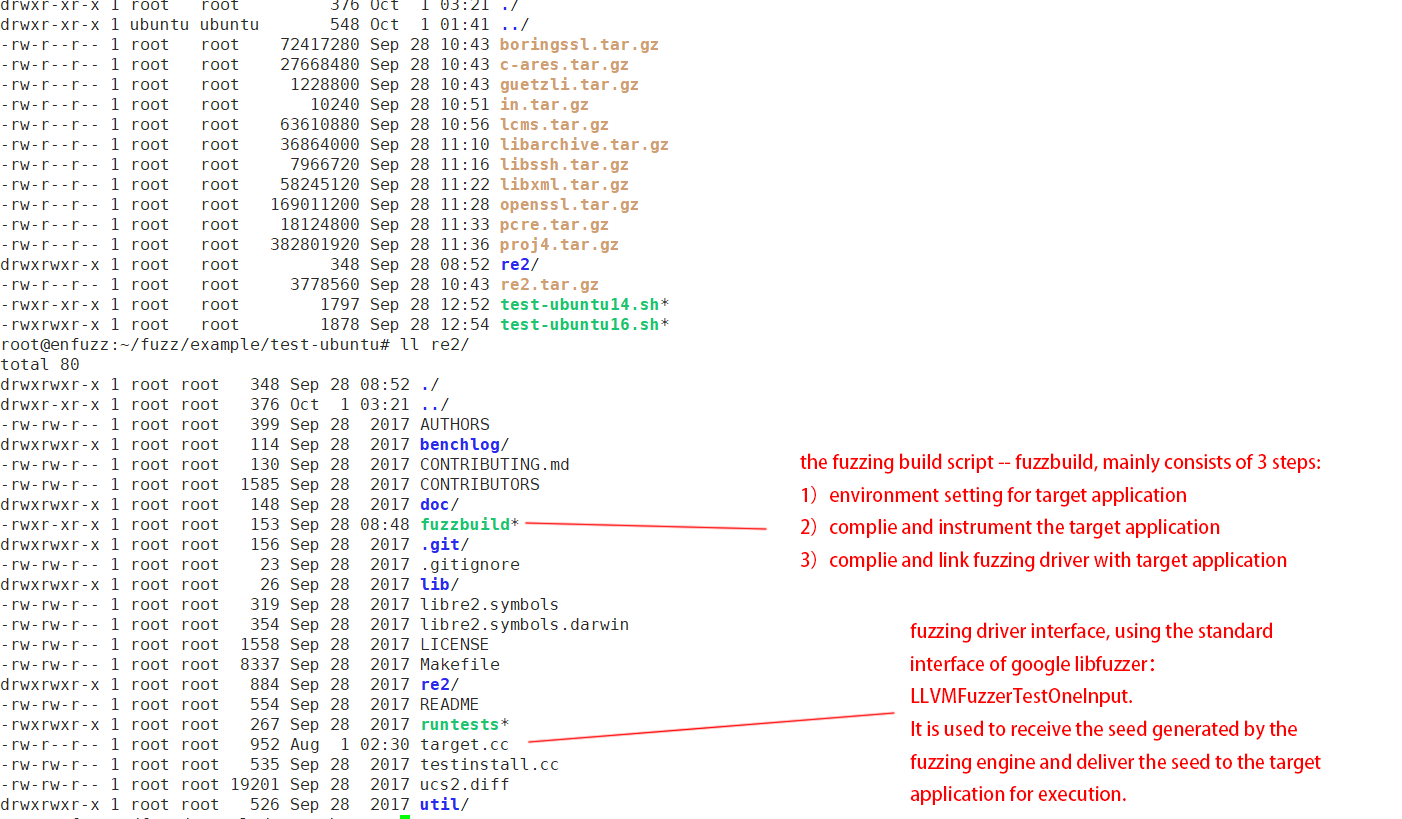 drwxr-xr-x 1 root   root         376 Oct  1 03:21 ./
drwxr-xr-x 1 ubuntu ubuntu       548 Oct  1 01:41 ../
-rw-r--r-- 1 root   root    72417280 Sep 28 10:43 boringssl.tar.gz
-rw-r--r-- 1 root   root    27668480 Sep 28 10:43 c-ares.tar.gz
-rw-r--r-- 1 root   root     1228800 Sep 28 10:43 guetzli.tar.gz
-rw-r--r-- 1 root   root       10240 Sep 28 10:51 in.tar.gz
-rw-r--r-- 1 root   root    63610880 Sep 28 10:56 lcms.tar.gz
-rw-r--r-- 1 root   root    36864000 Sep 28 11:10 libarchive.tar.gz
-rw-r--r-- 1 root   root     7966720 Sep 28 11:16 libssh.tar.gz
-rw-r--r-- 1 root   root    58245120 Sep 28 11:22 libxml.tar.gz
-rw-r--r-- 1 root   root   169011200 Sep 28 11:28 openssl.tar.gz
-rw-r--r-- 1 root   root    18124800 Sep 28 11:33 pcre.tar.gz
-rw-r--r-- 1 root   root   382801920 Sep 28 11:36 proj4.tar.gz
drwxrwxr-x 1 root   root         348 Sep 28 08:52 re2/
-rw-r--r-- 1 root   root     3778560 Sep 28 10:43 re2.tar.gz
-rwxr-xr-x 1 root   root        1797 Sep 28 12:52 test-ubuntu14.sh*
-rwxrwxr-x 1 root   root        1878 Sep 28 12:54 test-ubuntu16.sh*
root@enfuzz:~/fuzz/example/test-ubuntu# ll re2/
total 80
drwxrwxr-x 1 root root   348 Sep 28 08:52 ./
drwxr-xr-x 1 root root   376 Oct  1 03:21 ../
-rw-rw-r-- 1 root root   399 Sep 28  2017 AUTHORS
drwxrwxr-x 1 root root   114 Sep 28  2017 benchlog/
-rw-rw-r-- 1 root root   130 Sep 28  2017 CONTRIBUTING.md
-rw-rw-r-- 1 root root  1585 Sep 28  2017 CONTRIBUTORS
drwxrwxr-x 1 root root   148 Sep 28  2017 doc/
-rwxr-xr-x 1 root root   153 Sep 28 08:48 fuzzbuild*
drwxrwxr-x 1 root root   156 Sep 28  2017 .git/
-rw-rw-r-- 1 root root    23 Sep 28  2017 .gitignore
drwxrwxr-x 1 root root    26 Sep 28  2017 lib/
-rw-rw-r-- 1 root root   319 Sep 28  2017 libre2.symbols
-rw-rw-r-- 1 root root   354 Sep 28  2017 libre2.symbols.darwin
-rw-rw-r-- 1 root root  1558 Sep 28  2017 LICENSE
-rw-rw-r-- 1 root root  8337 Sep 28  2017 Makefile
drwxrwxr-x 1 root root   884 Sep 28  2017 re2/
-rw-rw-r-- 1 root root   554 Sep 28  2017 README
-rwxrwxr-x 1 root root   267 Sep 28  2017 runtests*
-rw-r--r-- 1 root root   952 Aug  1 02:30 target.cc
-rw-rw-r-- 1 root root   535 Sep 28  2017 testinstall.cc
-rw-rw-r-- 1 root root 19201 Sep 28  2017 ucs2.diff
drwxrwxr-x 1 root root   526 Sep 28  2017 util/
the fuzzing build script -- fuzzbuild, mainly consists of 3 steps:
1）environment setting for target application
2）complie and instrument the target application
3）complie and link fuzzing driver with target application
fuzzing driver interface, using the standard
interface of google libfuzzer：
LLVMFuzzerTestOneInput.
It is used to receive the seed generated by the
fuzzing engine and deliver the seed to the target
application for execution.